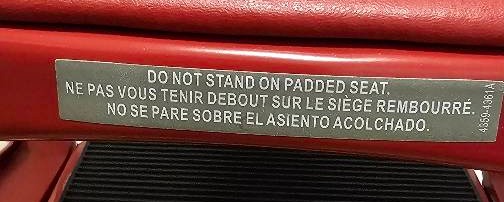 DO NOT STAND ON PADDED SEAT.
NE PAS VOUS TENIR DEBOUT SUR LE SIÈGE REMBOURRÉ.
NO SE PARE SOBRE EL ASIENTO ACOLCHADO.
4859-4361A